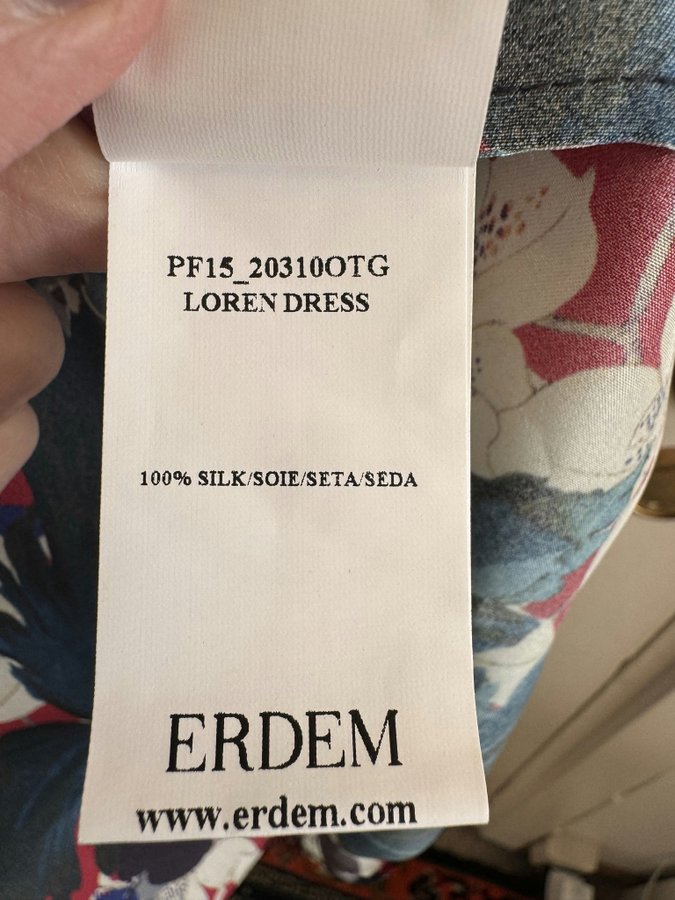 PF15_20310OTG
LOREN DRESS
100% SILK/SOIE/SETA/SEDA
ERDEM
www.erdem.com